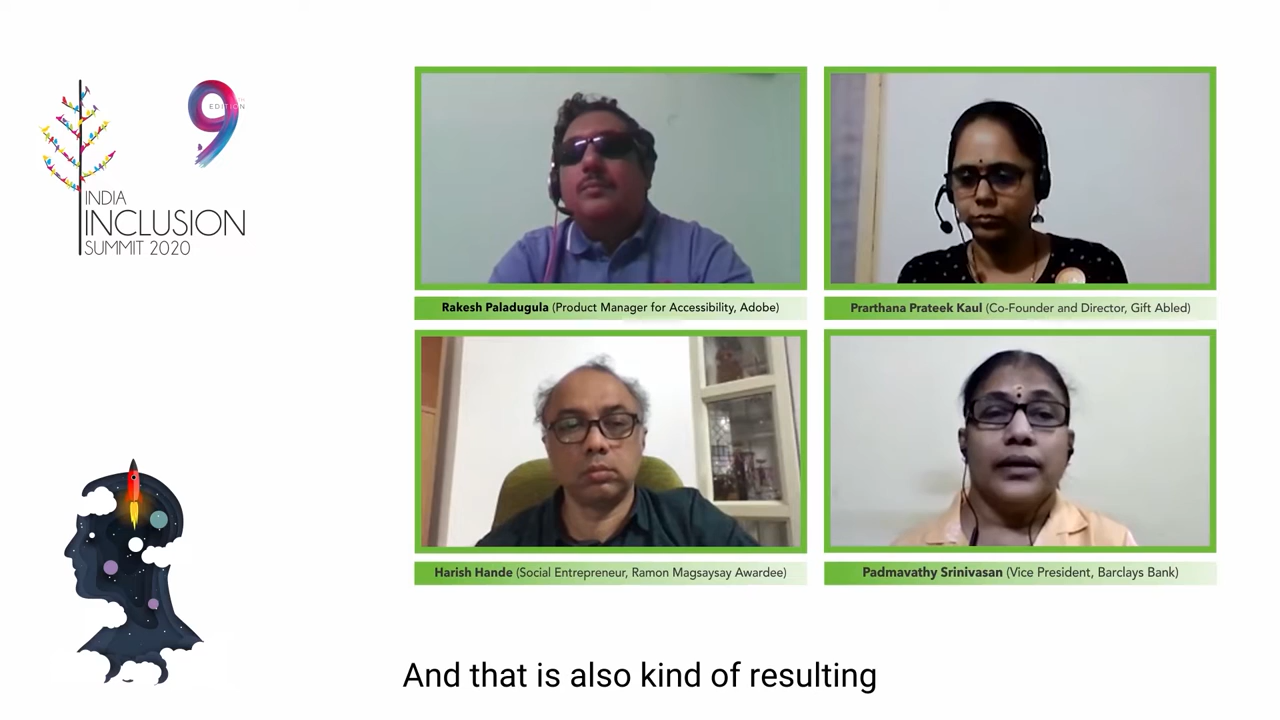 9
TH
EDITION
INDIA
INCLUSION
SUMMIT 2020
Rakesh Paladugula (Product Manager for Accessibility, Adobe)
Prarthana Prateek Kaul (Co-Founder and Director, Gift Abled)
Harish Hande (Social Entrepreneur, Ramon Magsaysay Awardee)
Padmavathy Srinivasan (Vice President, Barclays Bank)
And that is also kind of resulting